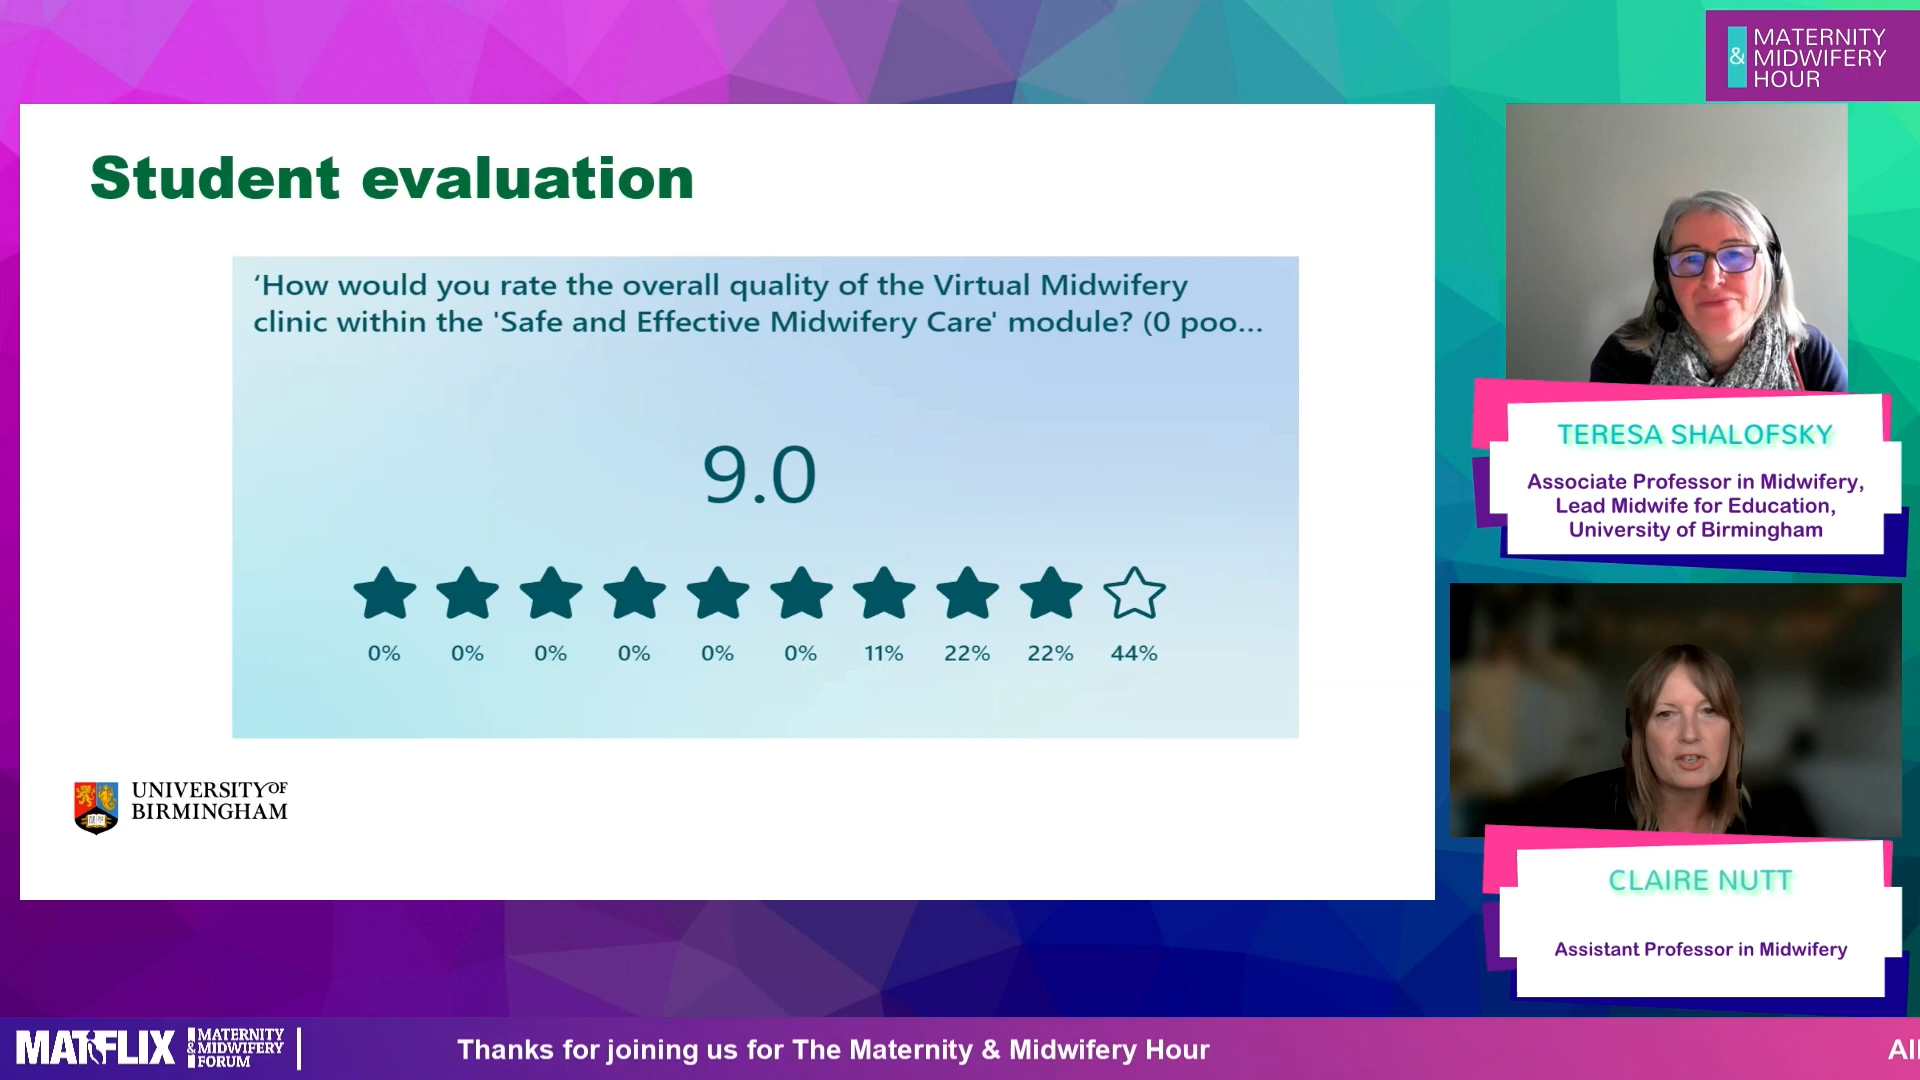 &
MATERNITY
MIDWIFERY
HOUR
Student evaluation
‘How would you rate the overall quality of the Virtual Midwifery
clinic within the 'Safe and Effective Midwifery Care' module? (0 poo...
9.0
0% 0% 0% 0% 0% 0% 11% 22% 22% 44%
UNIVERSITYOF
BIRMINGHAM
TERESA SHALOFSKY
Associate Professor in Midwifery,
Lead Midwife for Education,
University of Birmingham
CLAIRE NUTT
Assistant Professor in Midwifery
MATFLIX
MATERNITY
&MIDWIFERY
FORUM
Thanks for joining us for The Maternity & Midwifery Hour